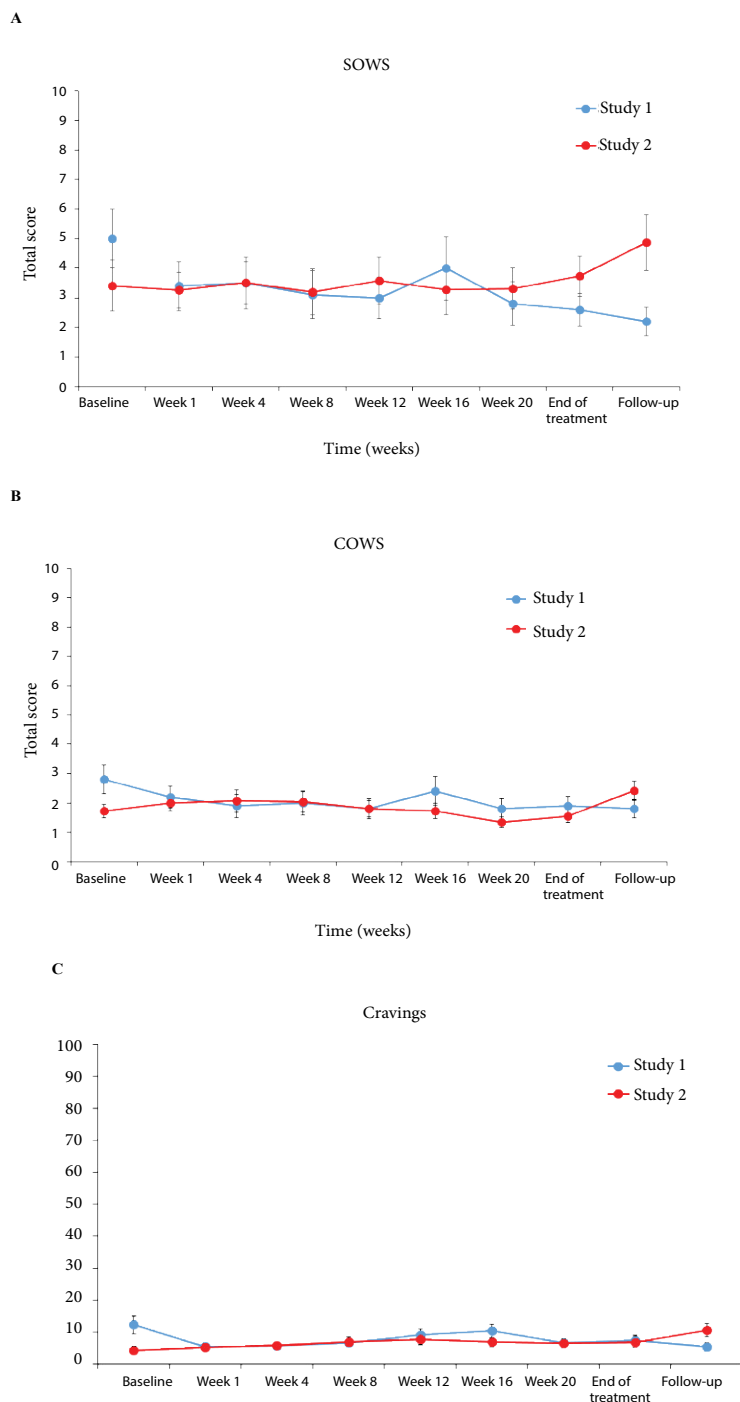 A
SOWS
10
9
8
7
6
5
4
3
2
1
0
Total score
Study 1
Study 2
Baseline Week 1 Week 4 Week 8 Week 12 Week 16 Week 20 End of treatment Follow-up
Time (weeks)
B
COWS
10
9
8
7
6
5
4
3
2
1
0
Total score
Study 1
Study 2
Baseline Week 1 Week 4 Week 8 Week 12 Week 16 Week 20 End of treatment Follow-up
Time (weeks)
C
Cravings
100
90
80
70
60
50
40
30
20
10
0
Study 1
Study 2
Baseline Week 1 Week 4 Week 8 Week 12 Week 16 Week 20 End of treatment Follow-up